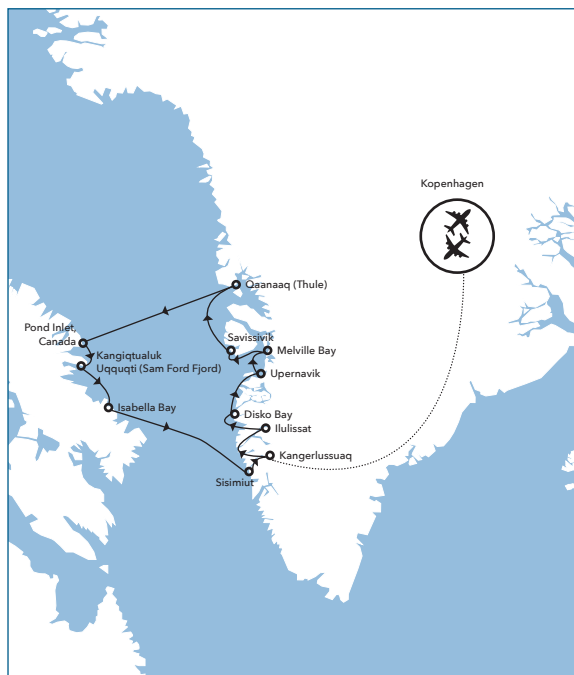 Kopenhagen
Qaanaaq (Thule)
Pond Inlet,
Canada
Savissivik
Melville Bay
Kangiqtualuk
Uqquqti (Sam Ford Fjord)
Upernavik
Isabella Bay
Disko Bay
Ilulissat
Kangerlussuaq
Sisimiut